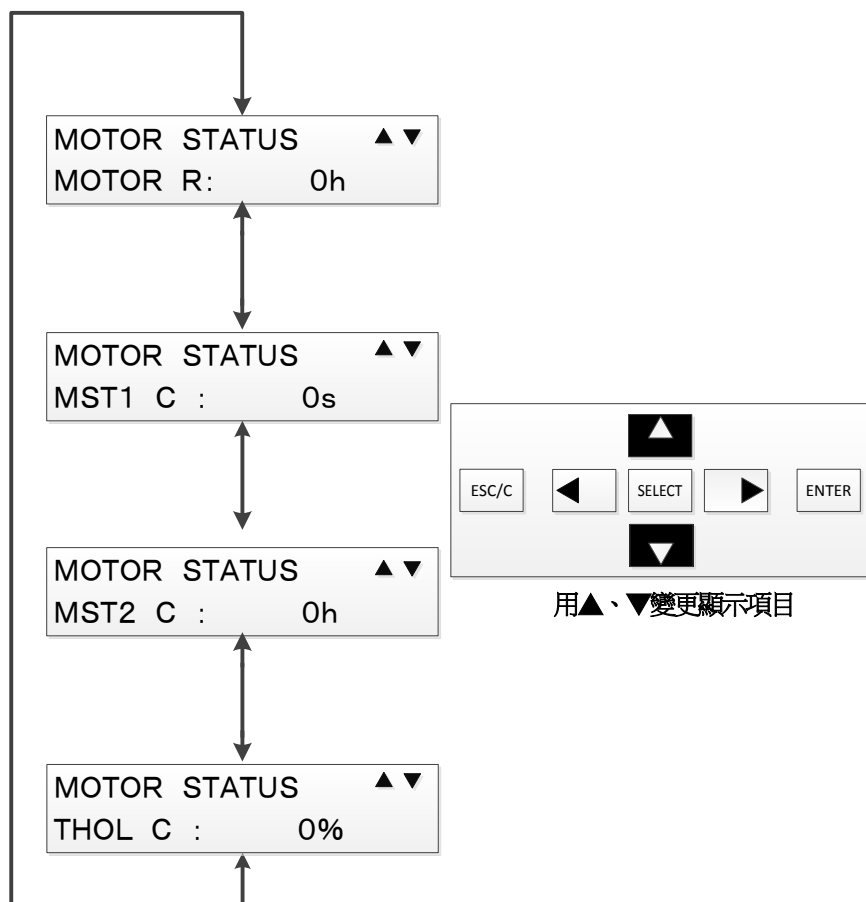 MOTOR STATUS ▲ ▼
MOTOR R: 0h
MOTOR STATUS ▲ ▼
MST1 C : 0s
MOTOR STATUS ▲ ▼
MST2 C : 0h
MOTOR STATUS ▲ ▼
THOL C : 0%
△
ESC/C ◀ SELECT ▶ ENTER
▽
用▲、▼變更顯示項目